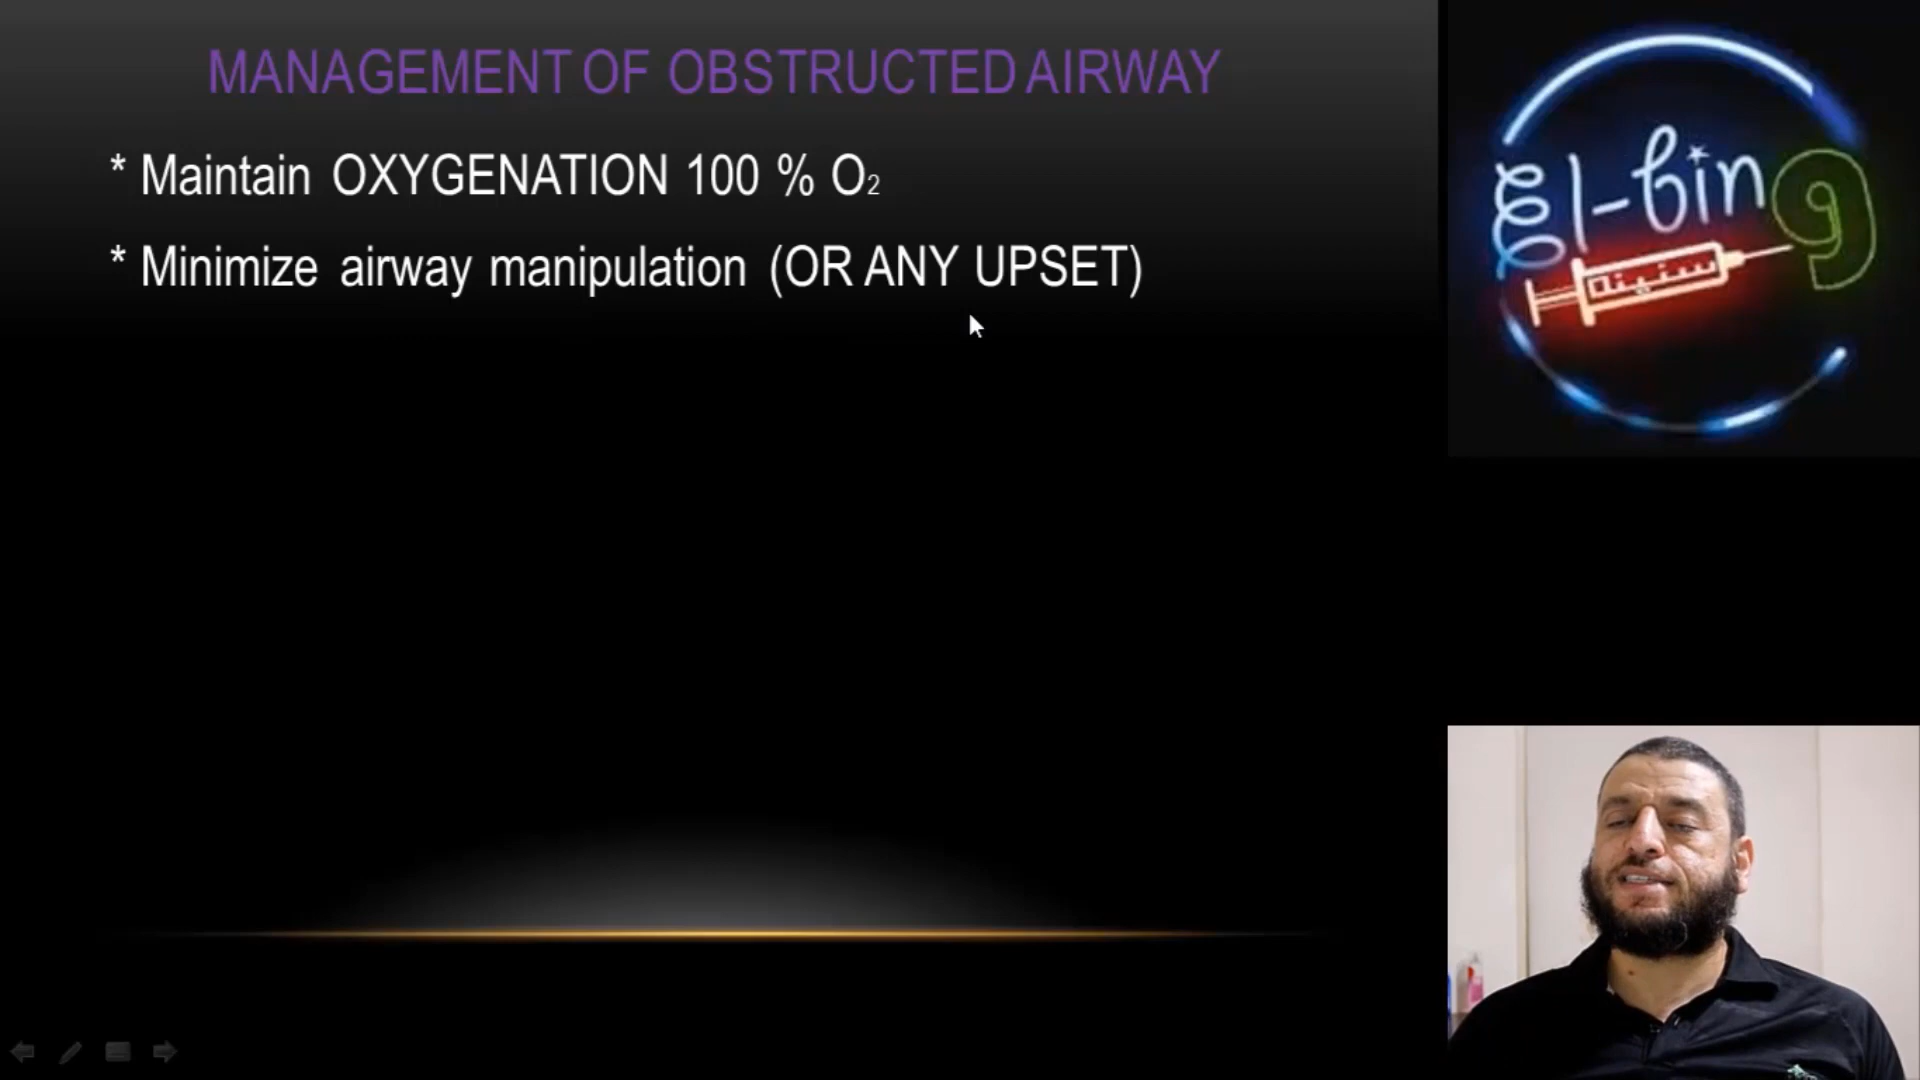 MANAGEMENT OF OBSTRUCTED AIRWAY
* Maintain OXYGENATION 100 % O₂
* Minimize airway manipulation (OR ANY UPSET)
El-bing